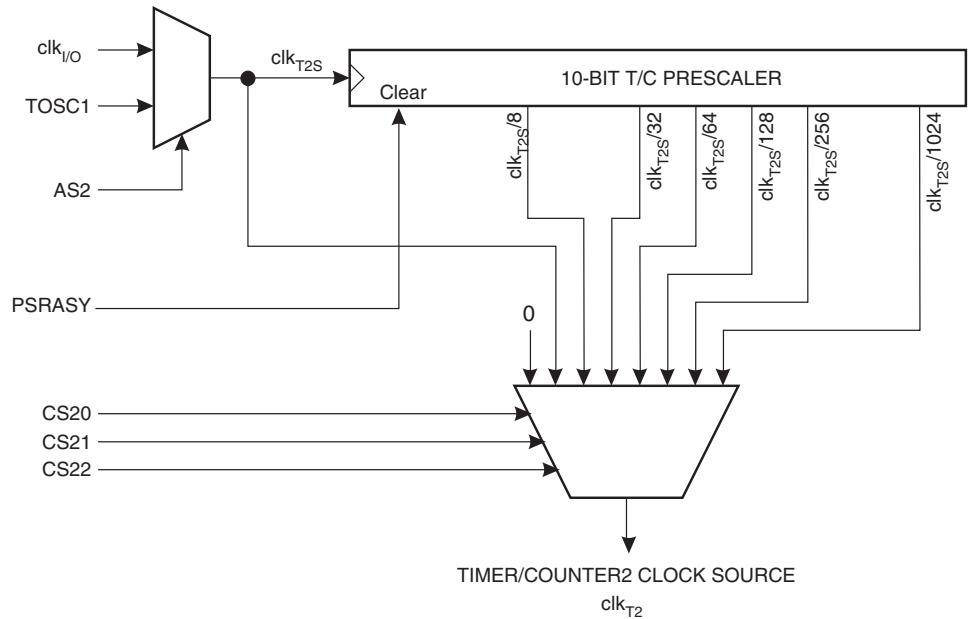 clkI/O
TOSC1
AS2
PSRASY
clkT2S
10-BIT T/C PRESCALER
Clear
clkT2S/8
clkT2S/32
clkT2S/64
clkT2S/128
clkT2S/256
clkT2S/1024
0
CS20
CS21
CS22
TIMER/COUNTER2 CLOCK SOURCE
clkT2